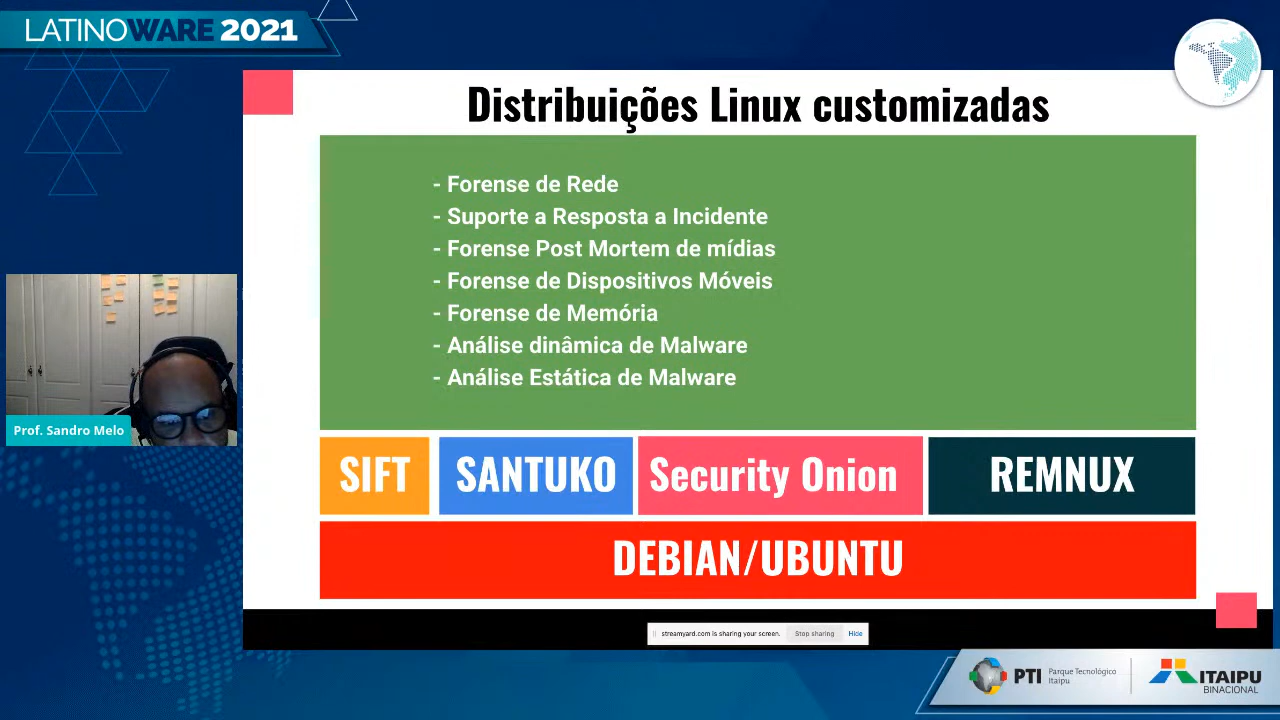 LATINOWARE 2021
Distribuições Linux customizadas
- Forense de Rede
- Suporte a Resposta a Incidente
- Forense Post Mortem de mídias
- Forense de Dispositivos Móveis
- Forense de Memória
- Análise dinâmica de Malware
- Análise Estática de Malware
Prof. Sandro Melo
SIFT SANTUKO Security Onion REMNUX
DEBIAN/UBUNTU
streamyard.com is sharing your screen. Stop sharing Hide
PTI Parque Tecnológico
Itaipu
ITAIPU
BINACIONAL